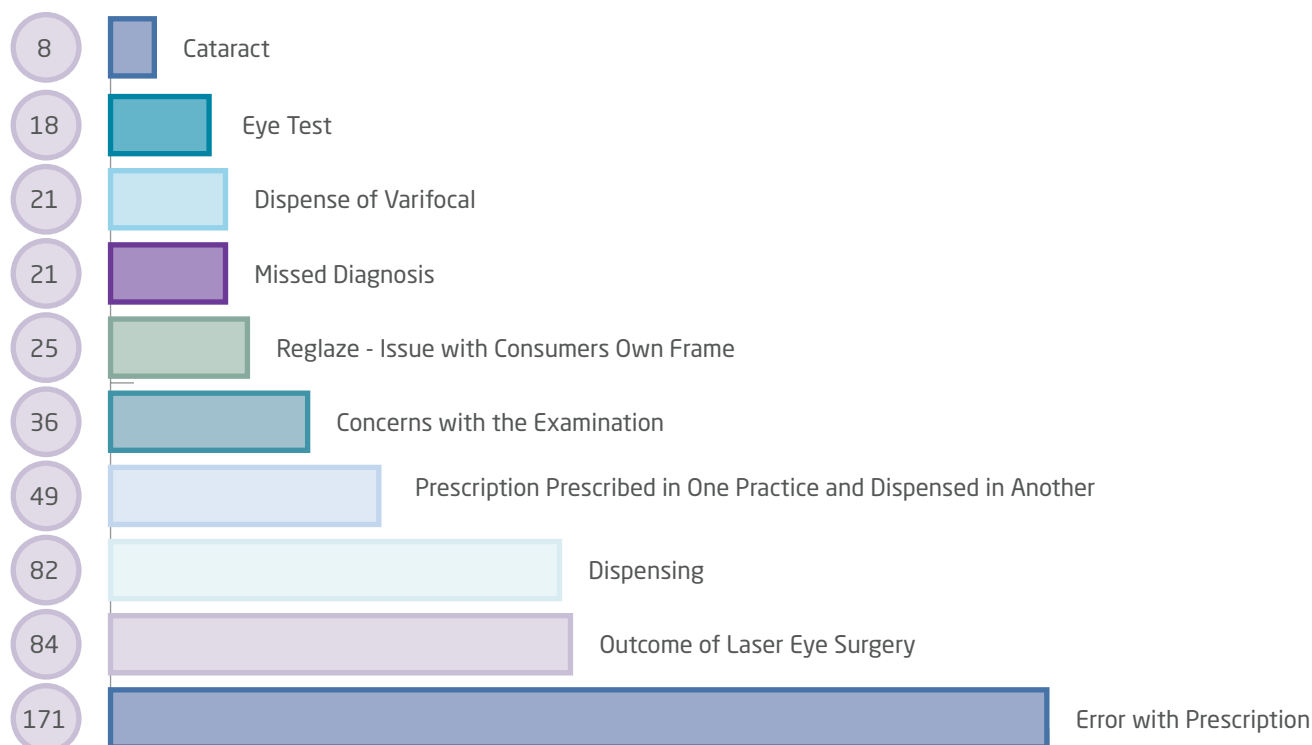 8 Cataract
18 Eye Test
21 Dispense of Varifocal
21 Missed Diagnosis
25 Reglaze - Issue with Consumers Own Frame
36 Concerns with the Examination
49 Prescription Prescribed in One Practice and Dispensed in Another
82 Dispensing
84 Outcome of Laser Eye Surgery
171 Error with Prescription